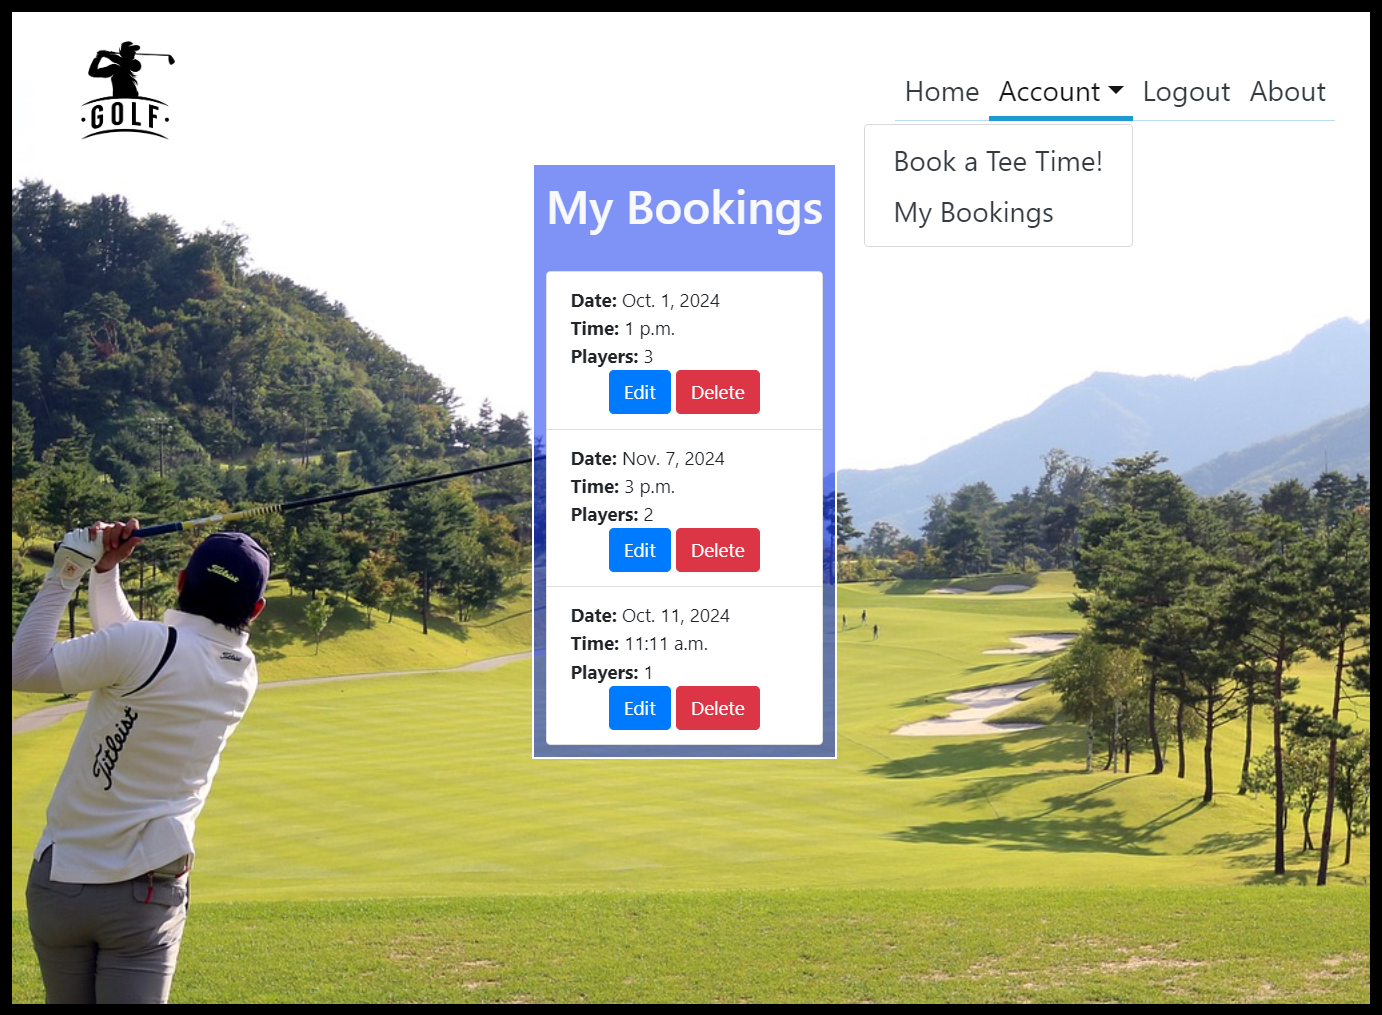 ·GOLF·
Home Account Logout About
Book a Tee Time!
My Bookings
My Bookings
Date: Oct. 1, 2024
Time: 1 p.m.
Players: 3
Edit Delete
Date: Nov. 7, 2024
Time: 3 p.m.
Players: 2
Edit Delete
Date: Oct. 11, 2024
Time: 11:11 a.m.
Players: 1
Edit Delete
Titleist
Titleist
Titleist